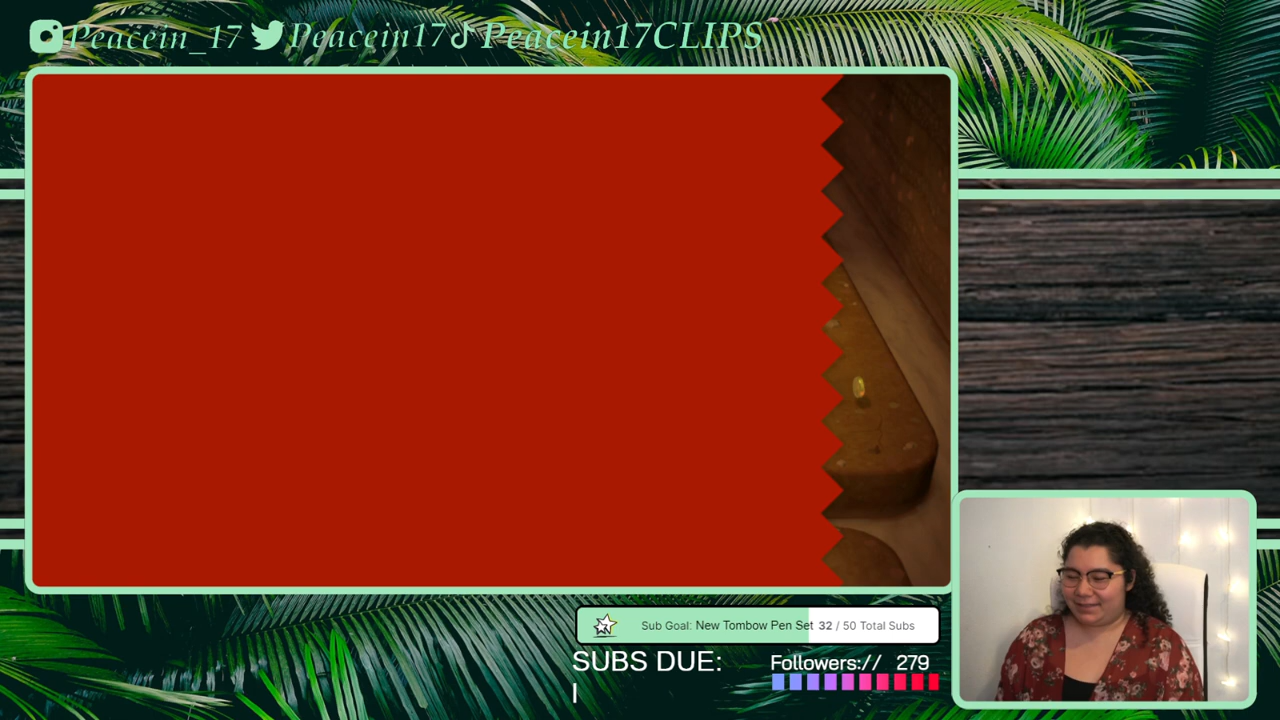 Peacein_17 Peacein17 Peacein17CLIPS
Sub Goal: New Tombow Pen Set 32 / 50 Total Subs
SUBS DUE:
Followers:// 279